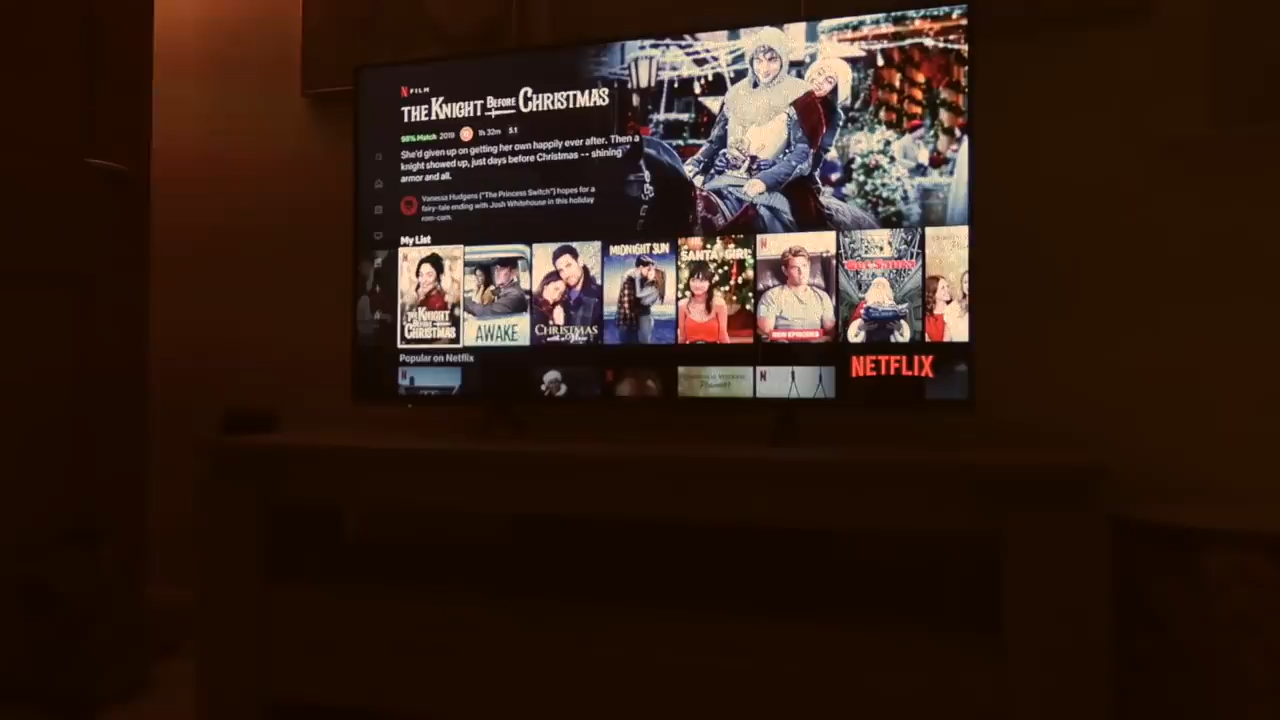 N FILM
THE KNIGHT BEFORE CHRISTMAS
98% Match 2019 1h 32m 5.1
She'd given up on getting her own happily ever after. Then a
knight showed up, just days before Christmas -- shining
armor and all.
Vanessa Hudgens ("The Princess Switch") hopes for a
fairy-tale ending with Josh Whitehouse in this holiday
rom-com.
My List
THE KNIGHT BEFORE CHRISTMAS
AWAKE
CHRISTMAS
MIDNIGHT SUN
SANTA GIRL
N
NEW EPISODES
Popular on Netflix
N
N
NETFLIX